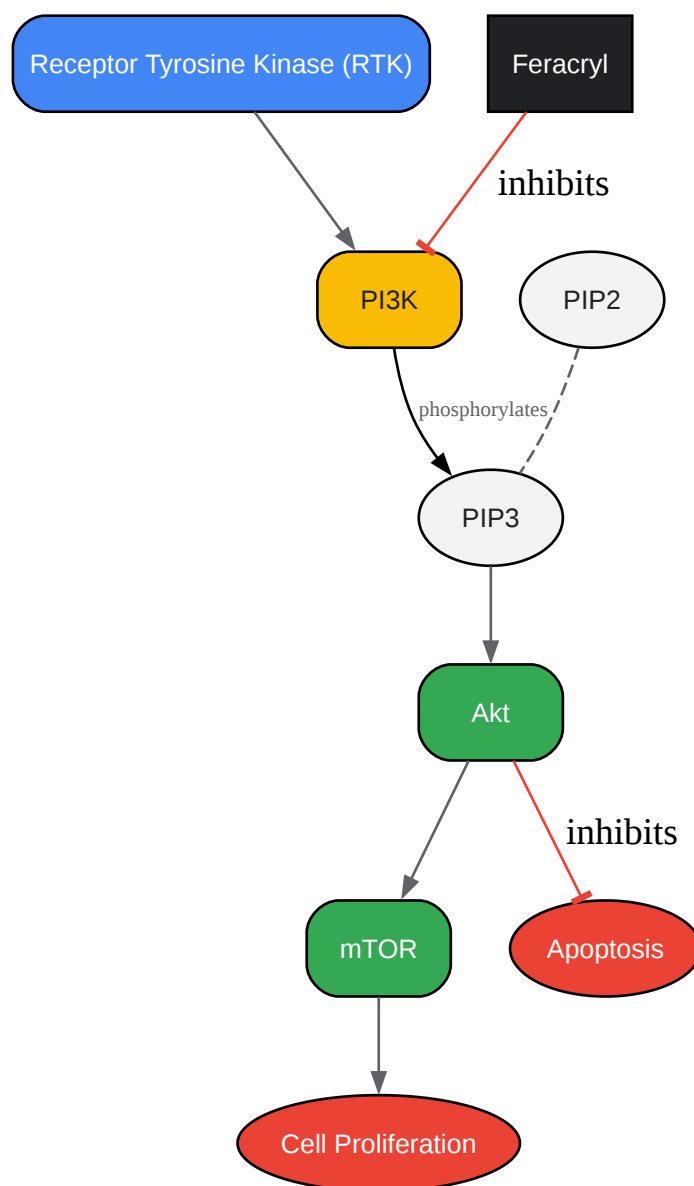 Receptor Tyrosine Kinase (RTK)
Feracryl
inhibits
PI3K
PIP2
phosphorylates
PIP3
Akt
inhibits
mTOR
Apoptosis
Cell Proliferation